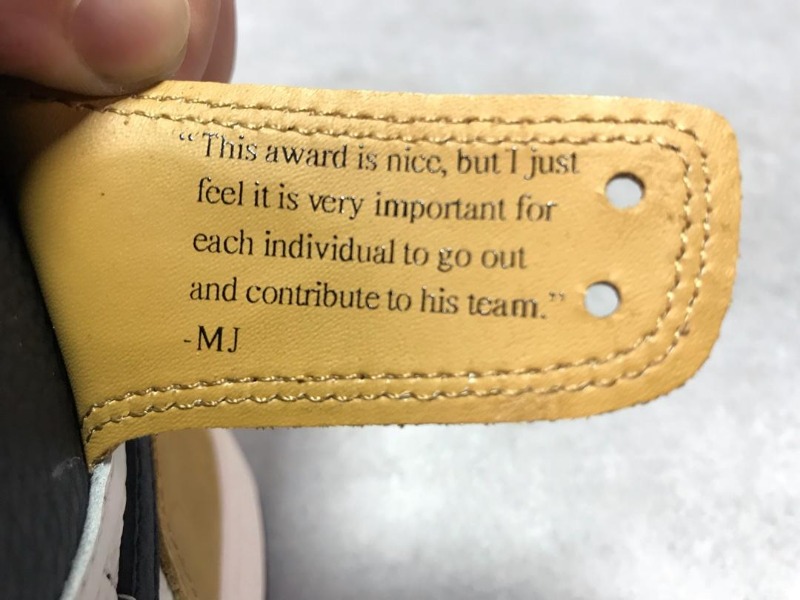 “This award is nice, but I just
feel it is very important for
each individual to go out
and contribute to his team.”
-MJ